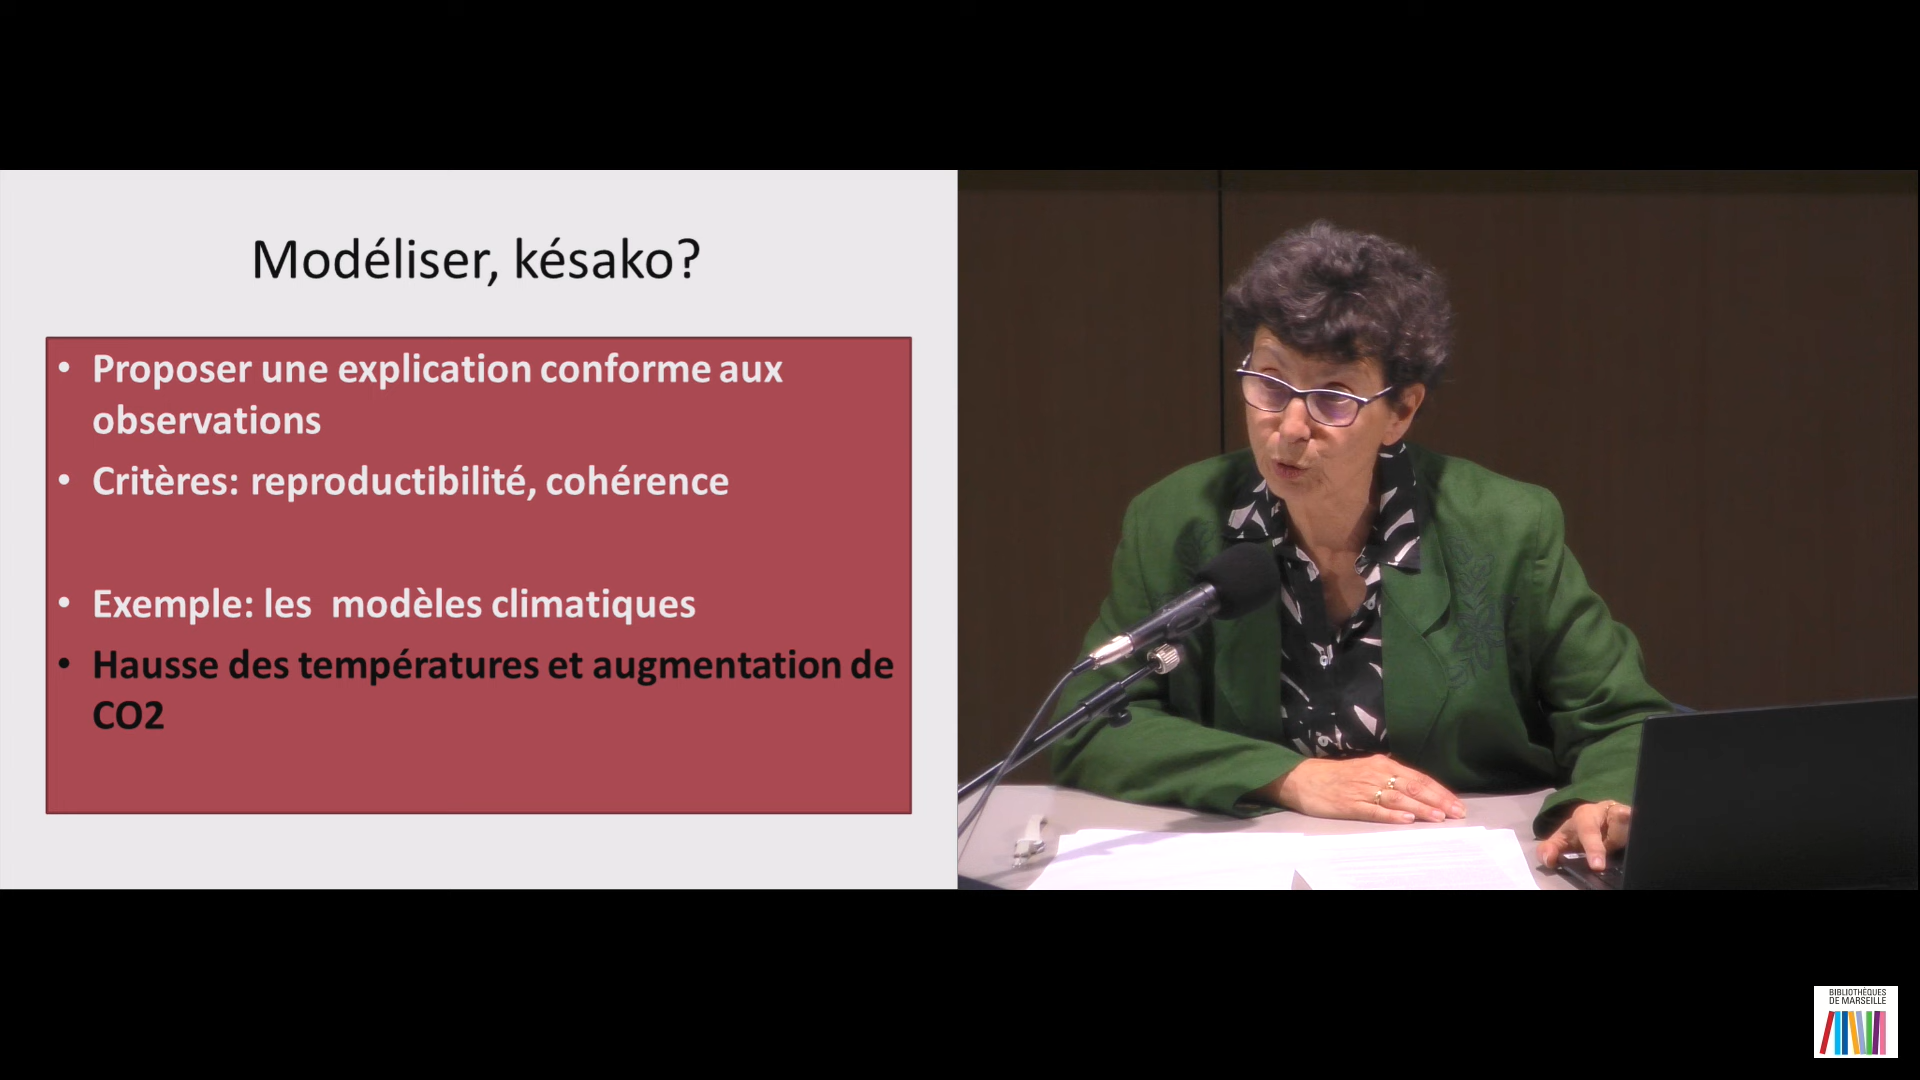 Modéliser, késako?
• Proposer une explication conforme aux
observations
• Critères: reproductibilité, cohérence
• Exemple: les  modèles climatiques
• Hausse des températures et augmentation de
CO2
BIBLIOTHÈQUES
DE MARSEILLE